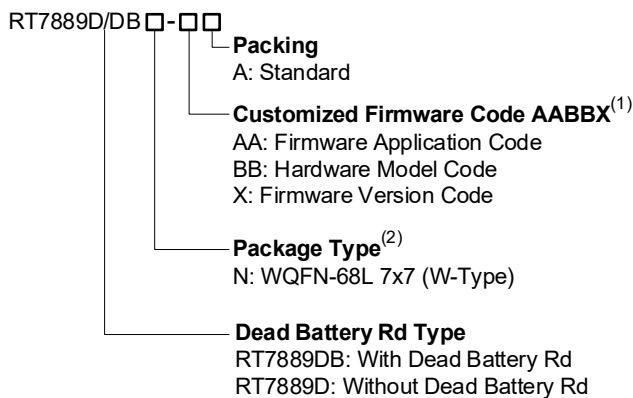 RT7889D/DB □-□□
Packing
A: Standard
Customized Firmware Code AABBX(1)
AA: Firmware Application Code
BB: Hardware Model Code
X: Firmware Version Code
Package Type(2)
N: WQFN-68L 7x7 (W-Type)
Dead Battery Rd Type
RT7889DB: With Dead Battery Rd
RT7889D: Without Dead Battery Rd